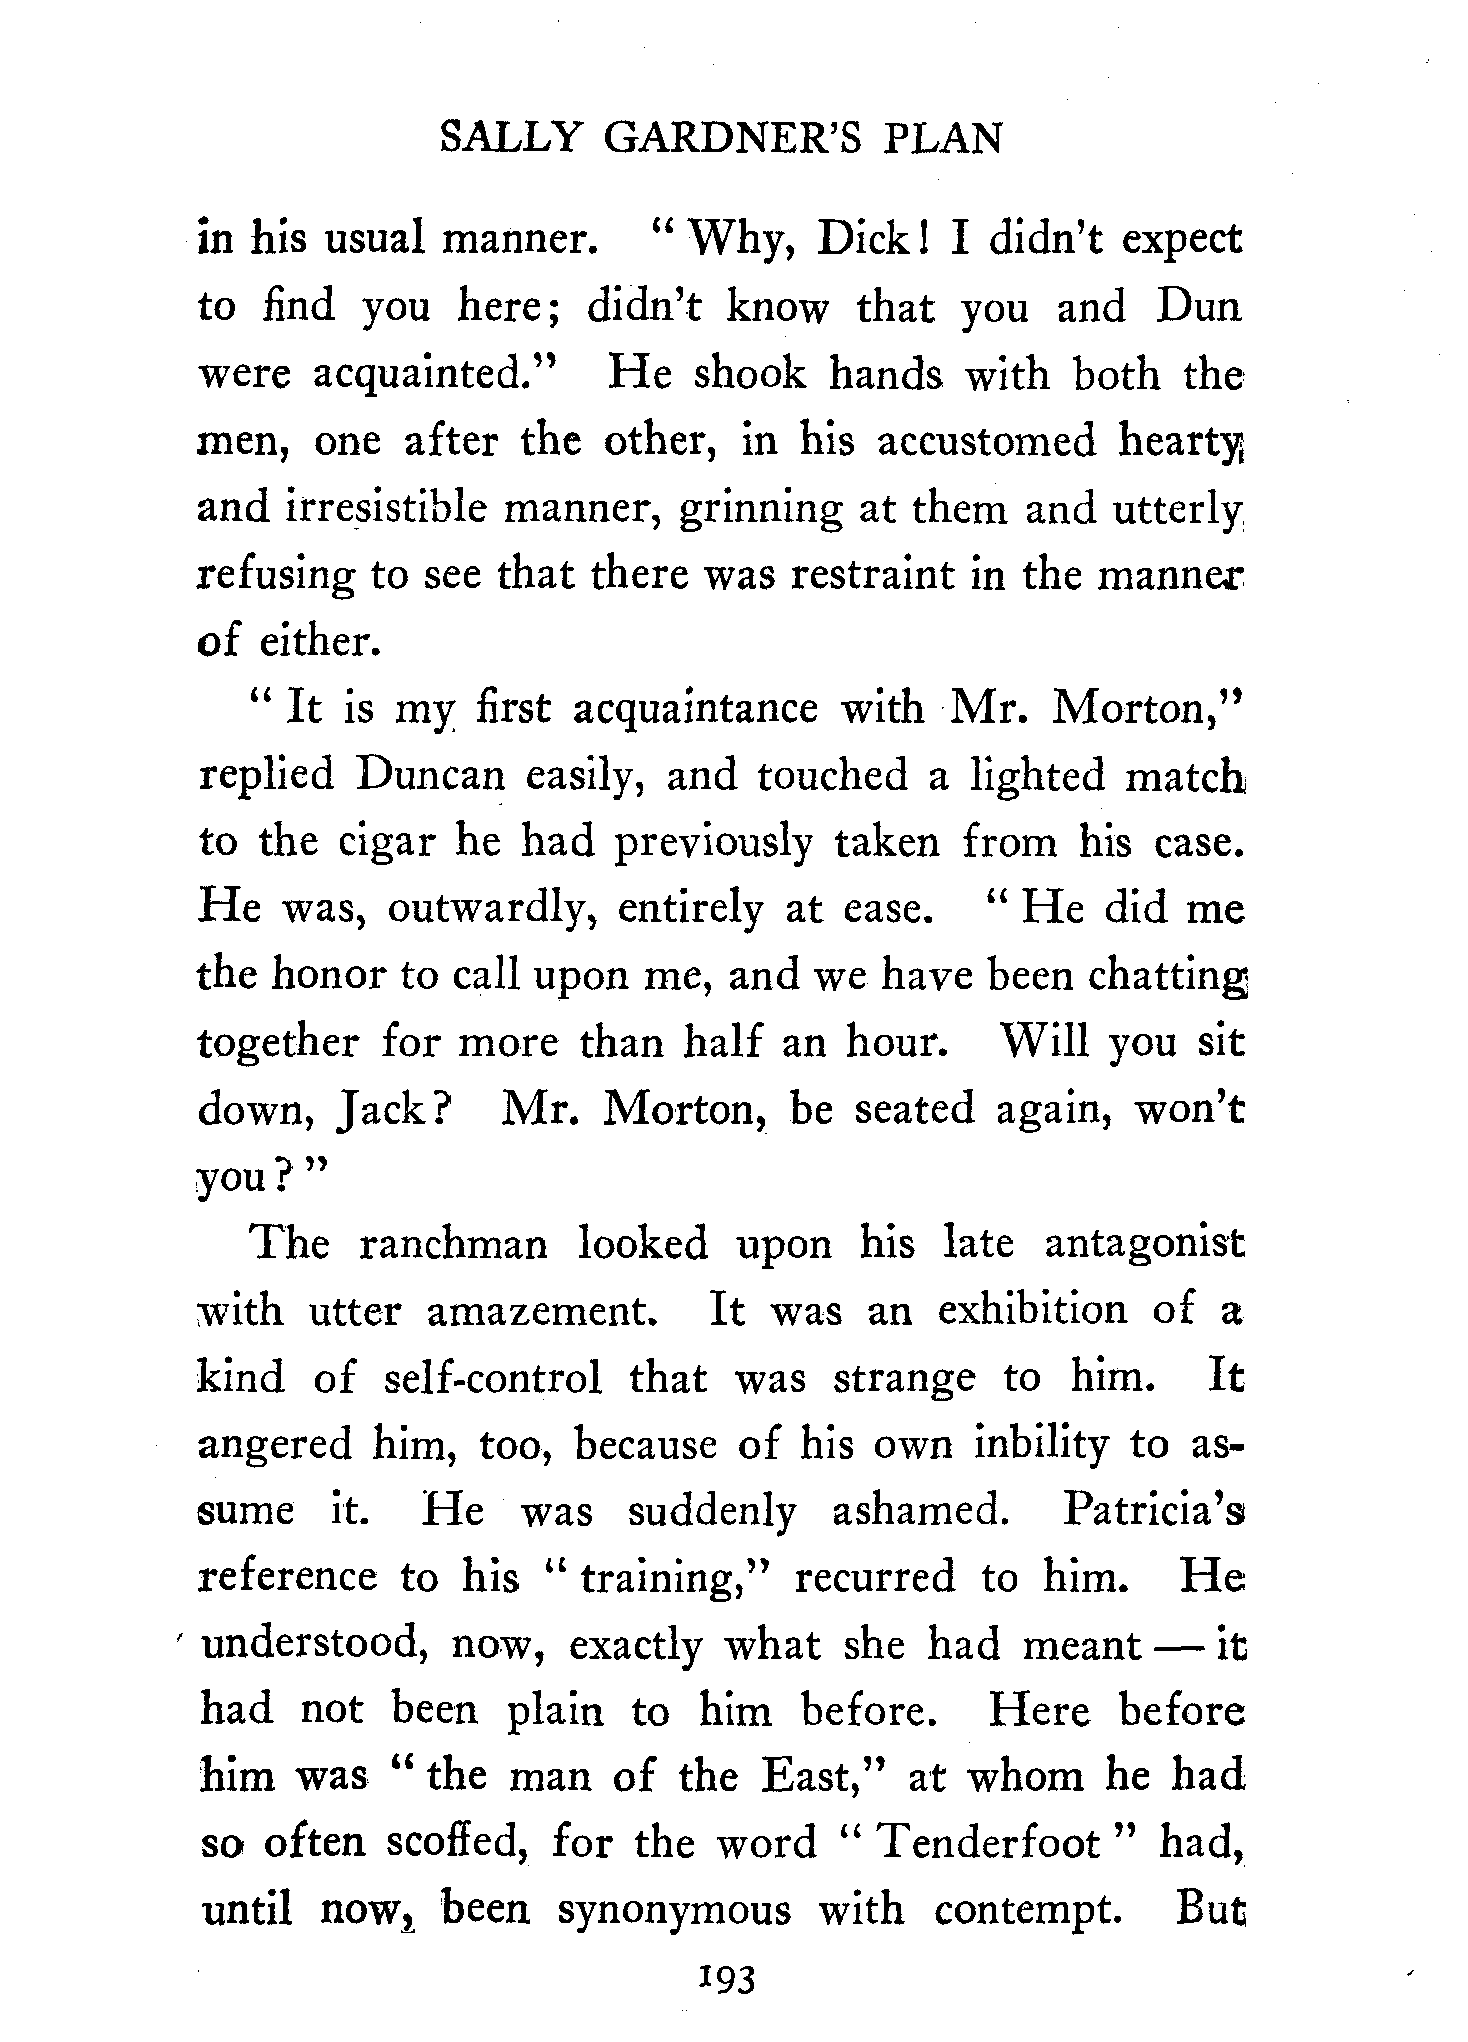 SALLY GARDNER'S PLAN
in his usual manner. " Why, Dick! I didn't expect
to find you here; didn't know that you and Dun
were acquainted." He shook hands with both the
men, one after the other, in his accustomed hearty
and irresistible manner, grinning at them and utterly
refusing to see that there was restraint in the manner
of either.
" It is my first acquaintance with Mr. Morton,"
replied Duncan easily, and touched a lighted match
to the cigar he had previously taken from his case.
He was, outwardly, entirely at ease. " He did me
the honor to call upon me, and we have been chatting
together for more than half an hour. Will you sit
down, Jack? Mr. Morton, be seated again, won't
you? "
The ranchman looked upon his late antagonist
with utter amazement. It was an exhibition of a
kind of self-control that was strange to him. It
angered him, too, because of his own inbility to as-
sume it. He was suddenly ashamed. Patricia's
reference to his " training," recurred to him. He
understood, now, exactly what she had meant — it
had not been plain to him before. Here before
him was " the man of the East," at whom he had
so often scoffed, for the word " Tenderfoot " had,
until now, been synonymous with contempt. But
193